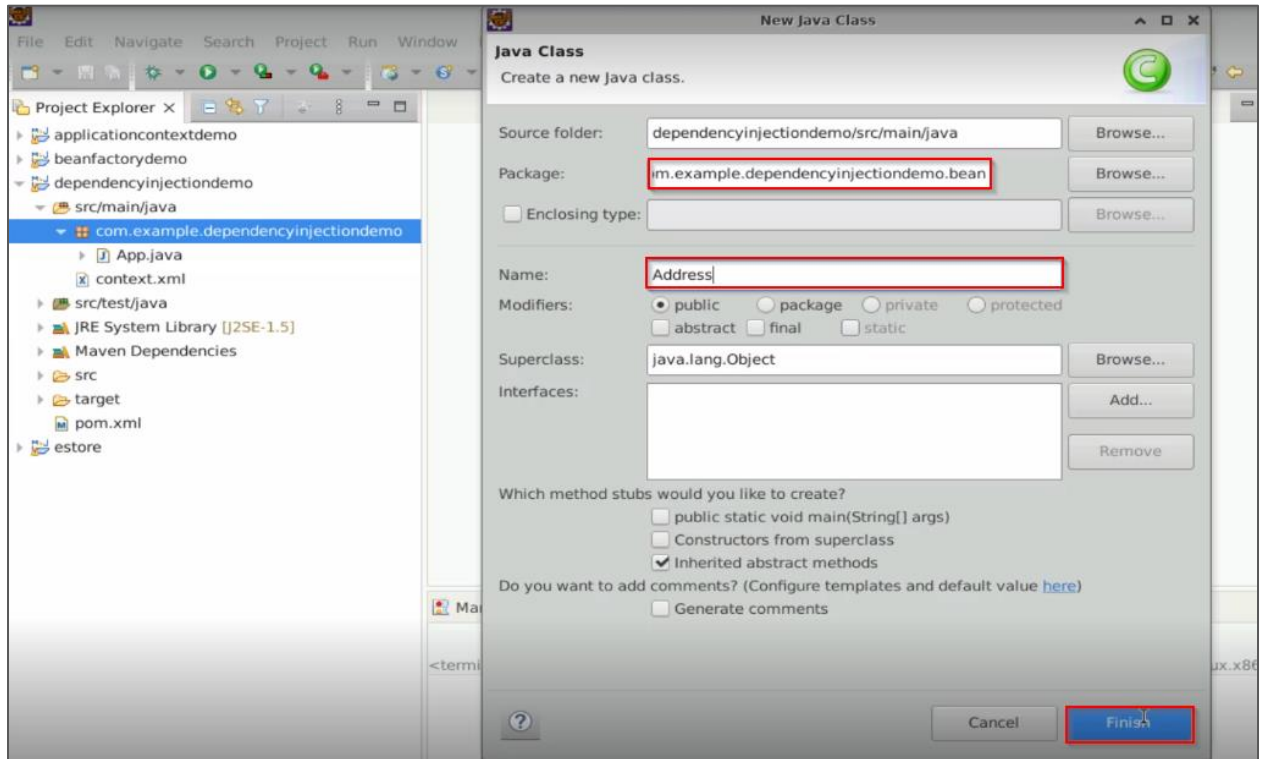 New Java Class
File Edit Navigate Search Project Run Window
Java Class
Create a new Java class.
Project Explorer
applicationcontextdemo
beanfactorydemo
dependencyinjectiondemo
src/main/java
com.example.dependencyinjectiondemo
App.java
context.xml
src/test/java
JRE System Library [J2SE-1.5]
Maven Dependencies
src
target
pom.xml
estore
Source folder: dependencyinjectiondemo/src/main/java Browse...
Package: m.example.dependencyinjectiondemo.bean Browse...
Enclosing type: Browse...
Name: Address
Modifiers: public package private protected
abstract final static
Superclass: java.lang.Object Browse...
Interfaces: Add...
Remove
Which method stubs would you like to create?
public static void main(String[] args)
Constructors from superclass
Inherited abstract methods
Do you want to add comments? (Configure templates and default value here)
Generate comments
Mar
<termi
ux.x86
Cancel Finish